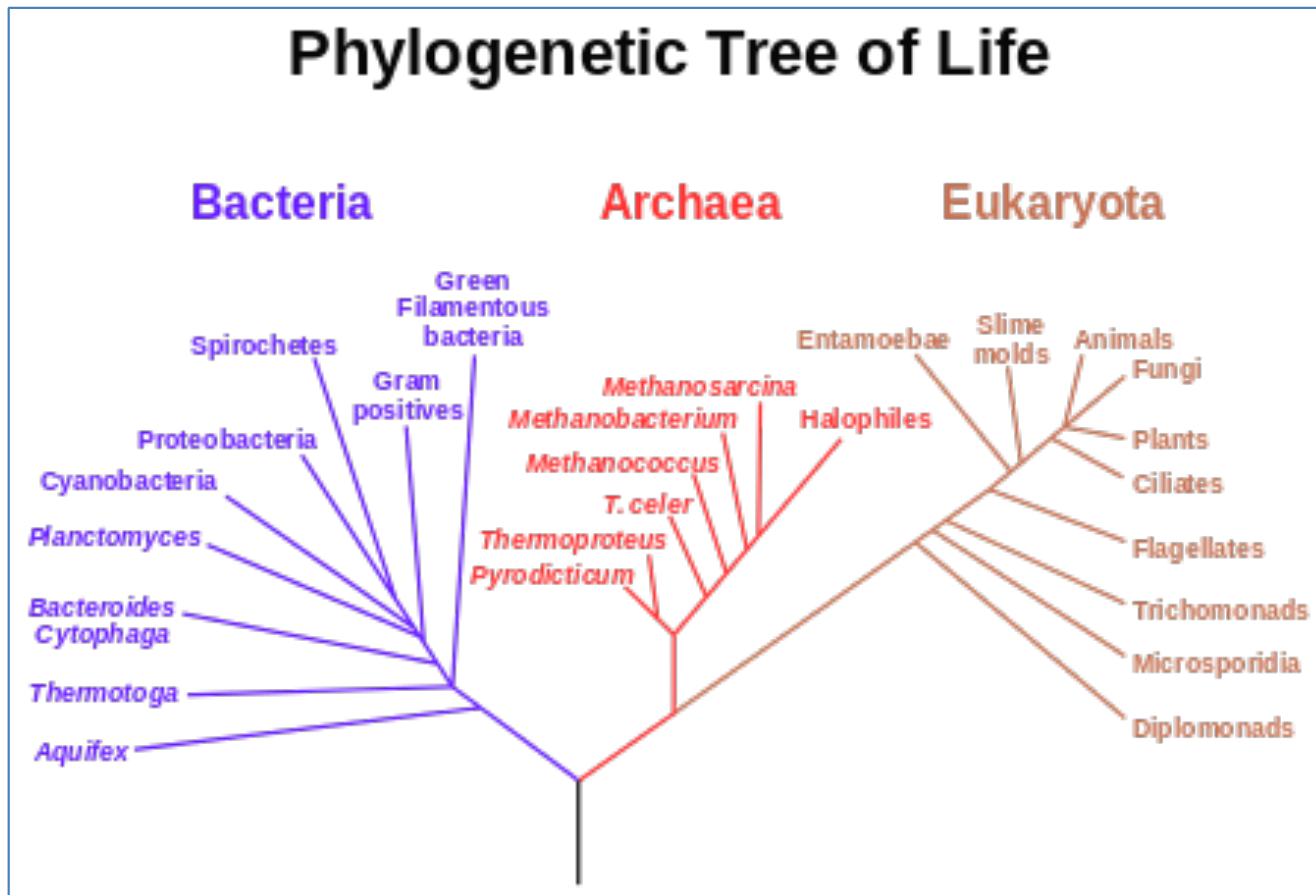 Phylogenetic Tree of Life
Bacteria
Archaea
Eukaryota
Green
Filamentous
bacteria
Spirochetes
Gram
positives
Proteobacteria
Cyanobacteria
Planctomyces
Bacteroides
Cytophaga
Thermotoga
Aquifex
Methanosarcina
Methanobacterium
Halophiles
Methanococcus
T. celer
Thermoproteus
Pyrodicticum
Entamoebae
Slime
molds
Animals
Fungi
Plants
Ciliates
Flagellates
Trichomonads
Microsporidia
Diplomonads